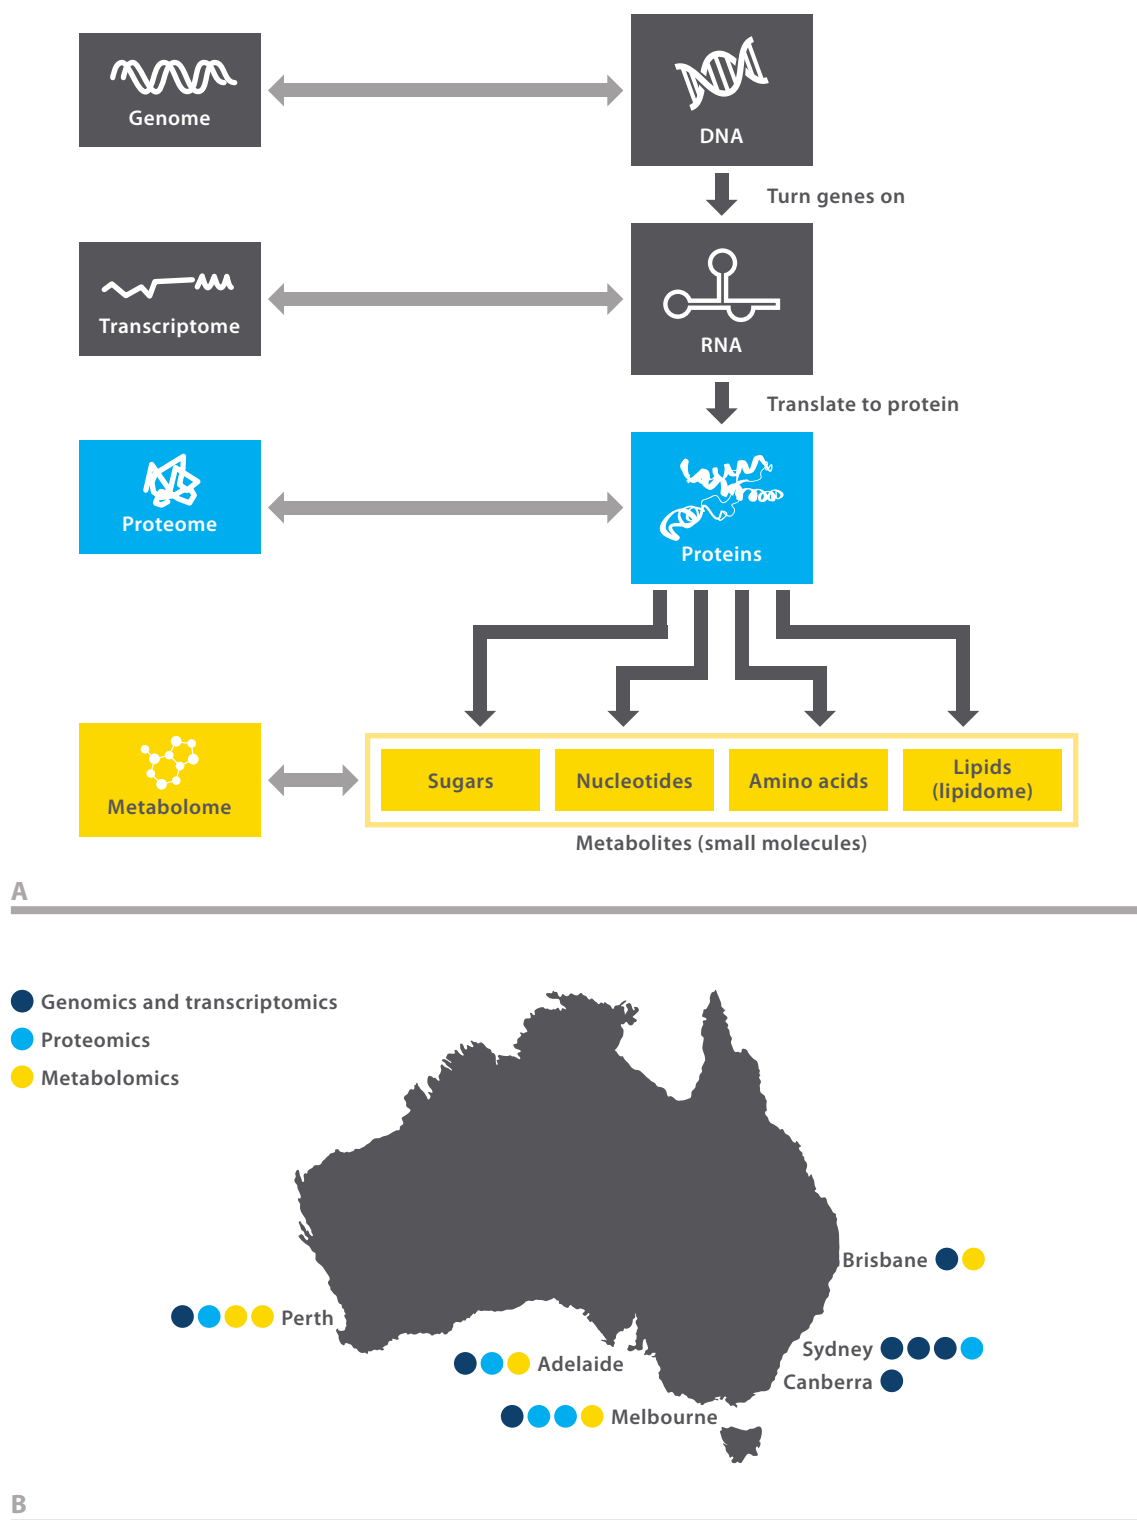 Genome
DNA
Turn genes on
Transcriptome
RNA
Translate to protein
Proteome
Proteins
Metabolome
Sugars
Nucleotides
Amino acids
Lipids
(lipidome)
Metabolites (small molecules)
A
Genomics and transcriptomics
Proteomics
Metabolomics
Brisbane
Perth
Sydney
Adelaide
Canberra
Melbourne
B